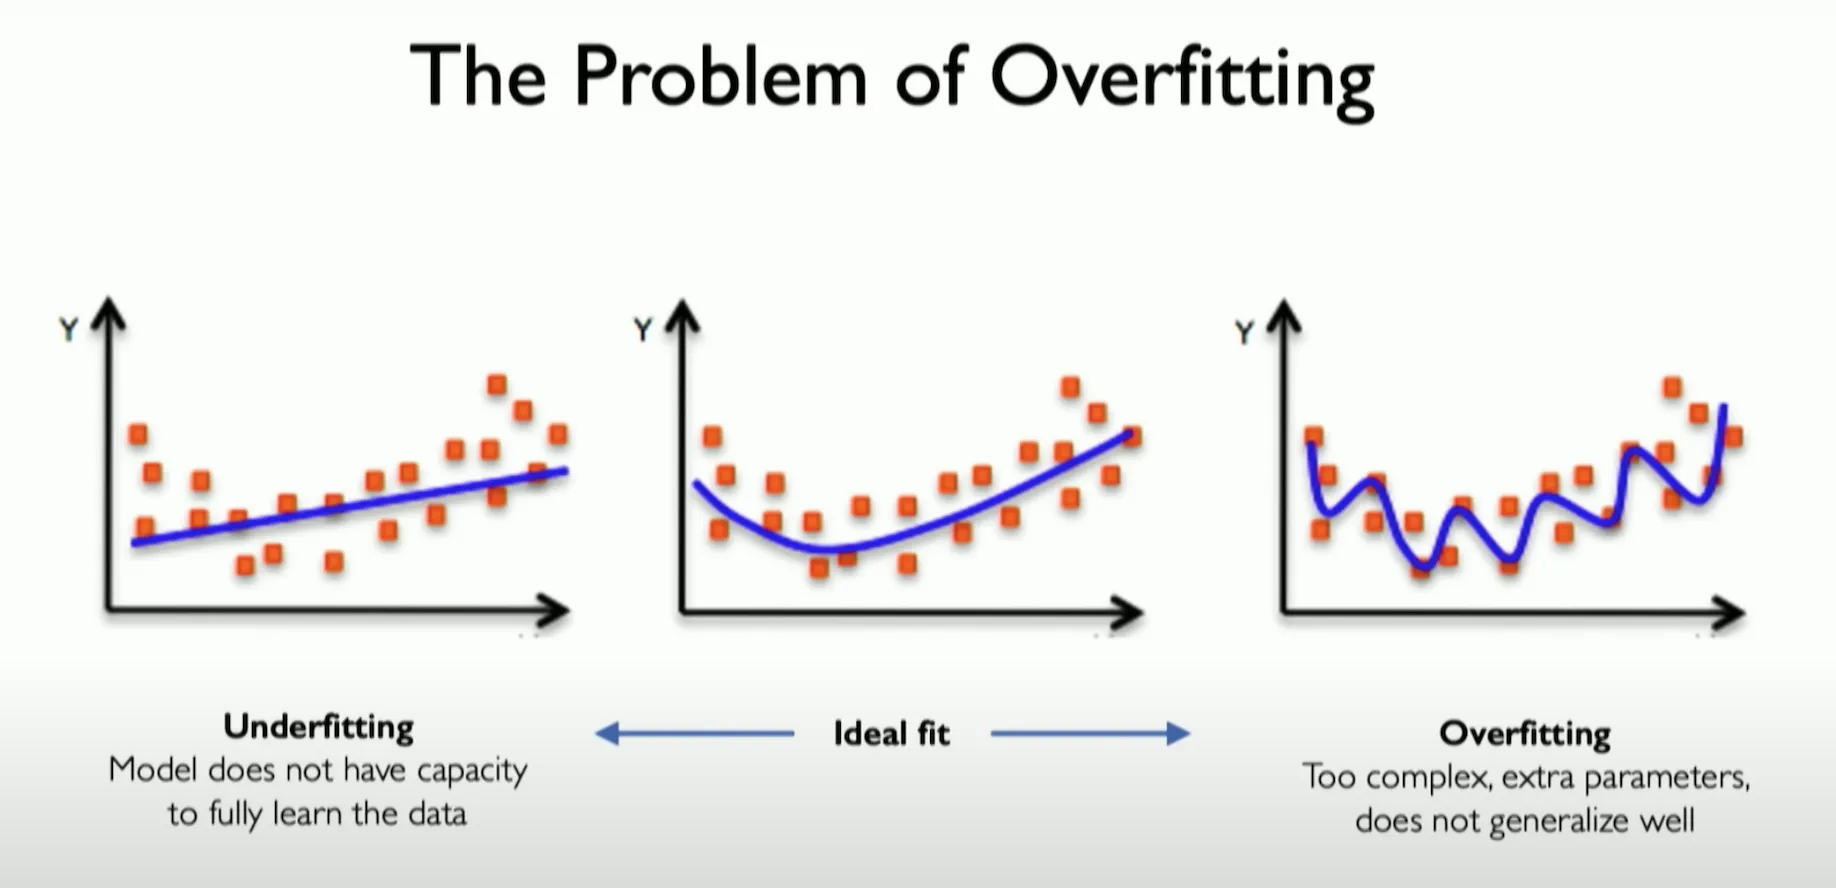 The Problem of Overfitting
Y
Y
Y
Underfitting
Model does not have capacity
to fully learn the data
Ideal fit
Overfitting
Too complex, extra parameters,
does not generalize well